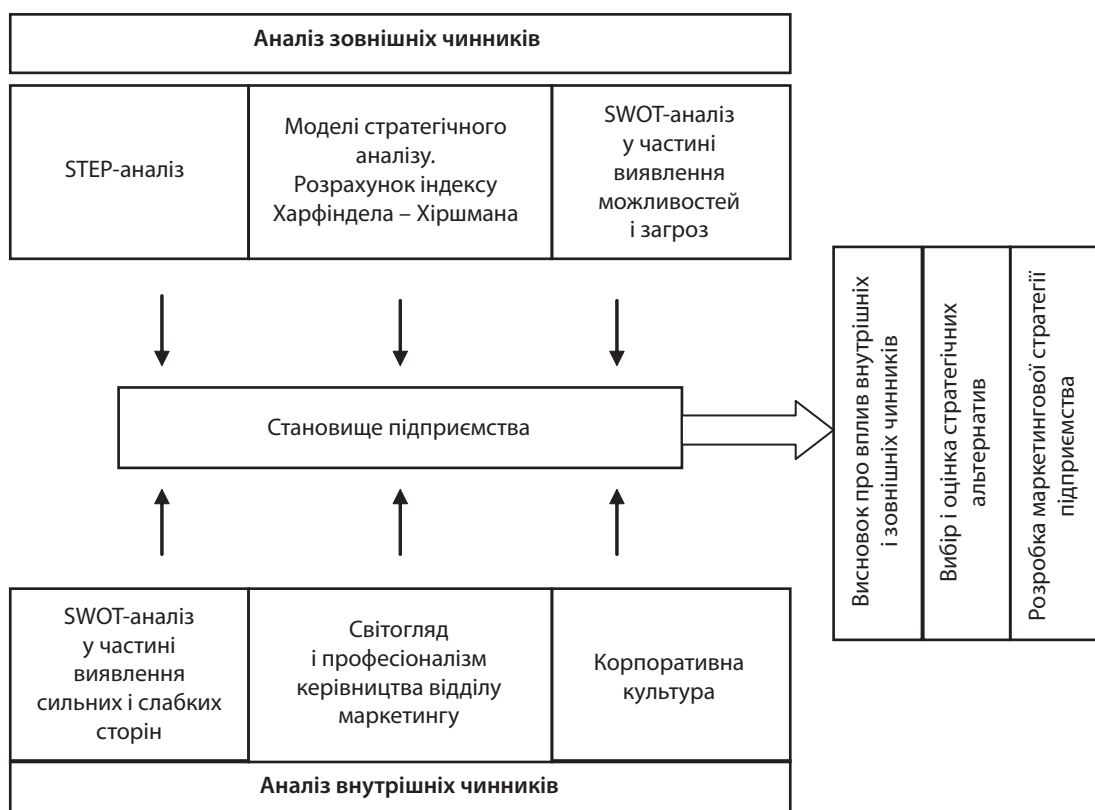 Аналіз зовнішніх чинників
STEP-аналіз
Моделі стратегічного
аналізу.
Розрахунок індексу
Харфіндела – Хіршмана
SWOT-аналіз
у частині
виявлення
можливостей
і загроз
Становище підприємства
Висновок про вплив внутрішніх
і зовнішніх чинників
Вибір і оцінка стратегічних
альтернатив
Розробка маркетингової стратегії
підприємства
SWOT-аналіз
у частині
виявлення
сильних і слабких
сторін
Світогляд
і професіоналізм
керівництва відділу
маркетингу
Корпоративна
культура
Аналіз внутрішніх чинників